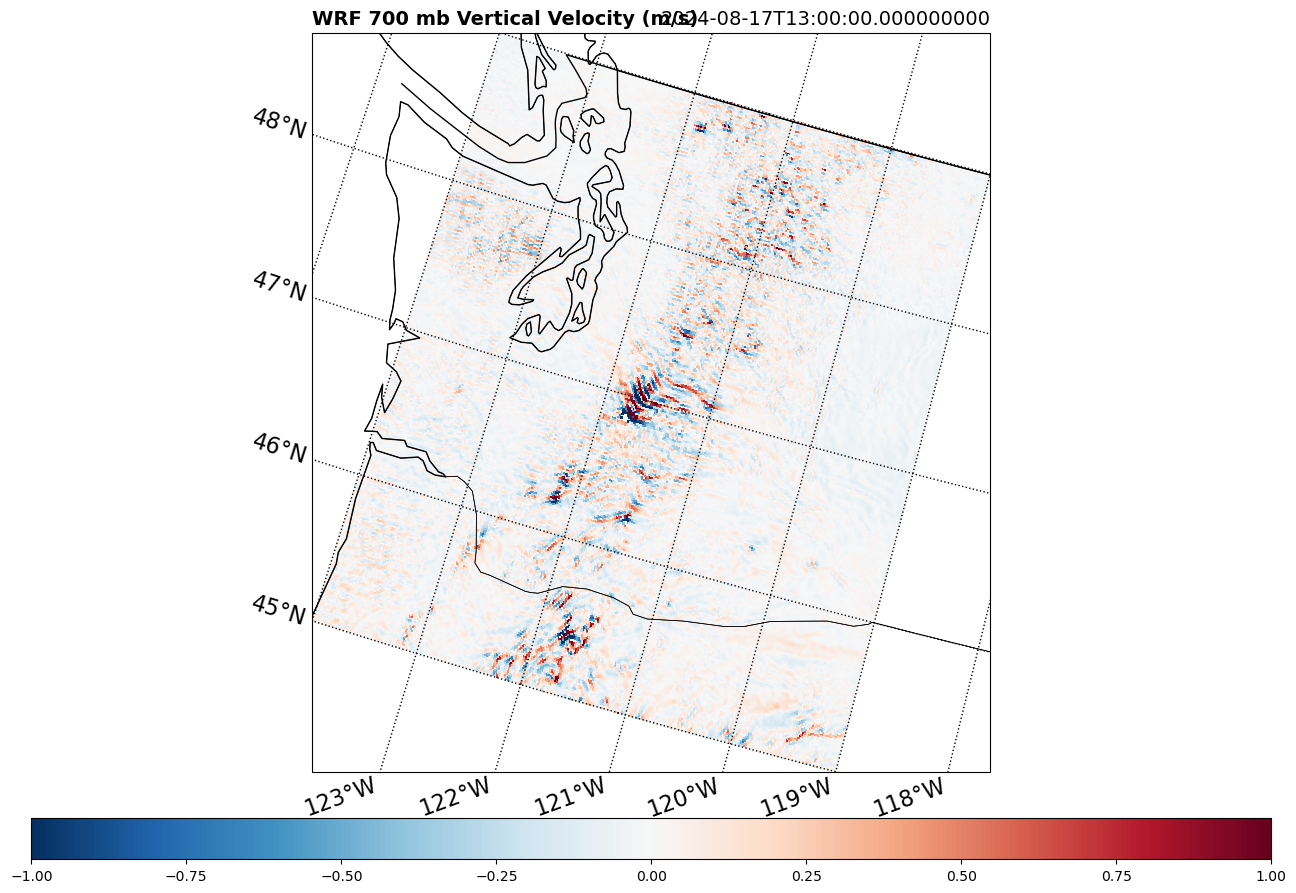 WRF 700 mb Vertical Velocity (m/s) 2024-08-17T13:00:00.000000000
48°N
47°N
46°N
45°N
123°W 122°W 121°W 120°W 119°W 118°W
−1.00 −0.75 −0.50 −0.25 0.00 0.25 0.50 0.75 1.00